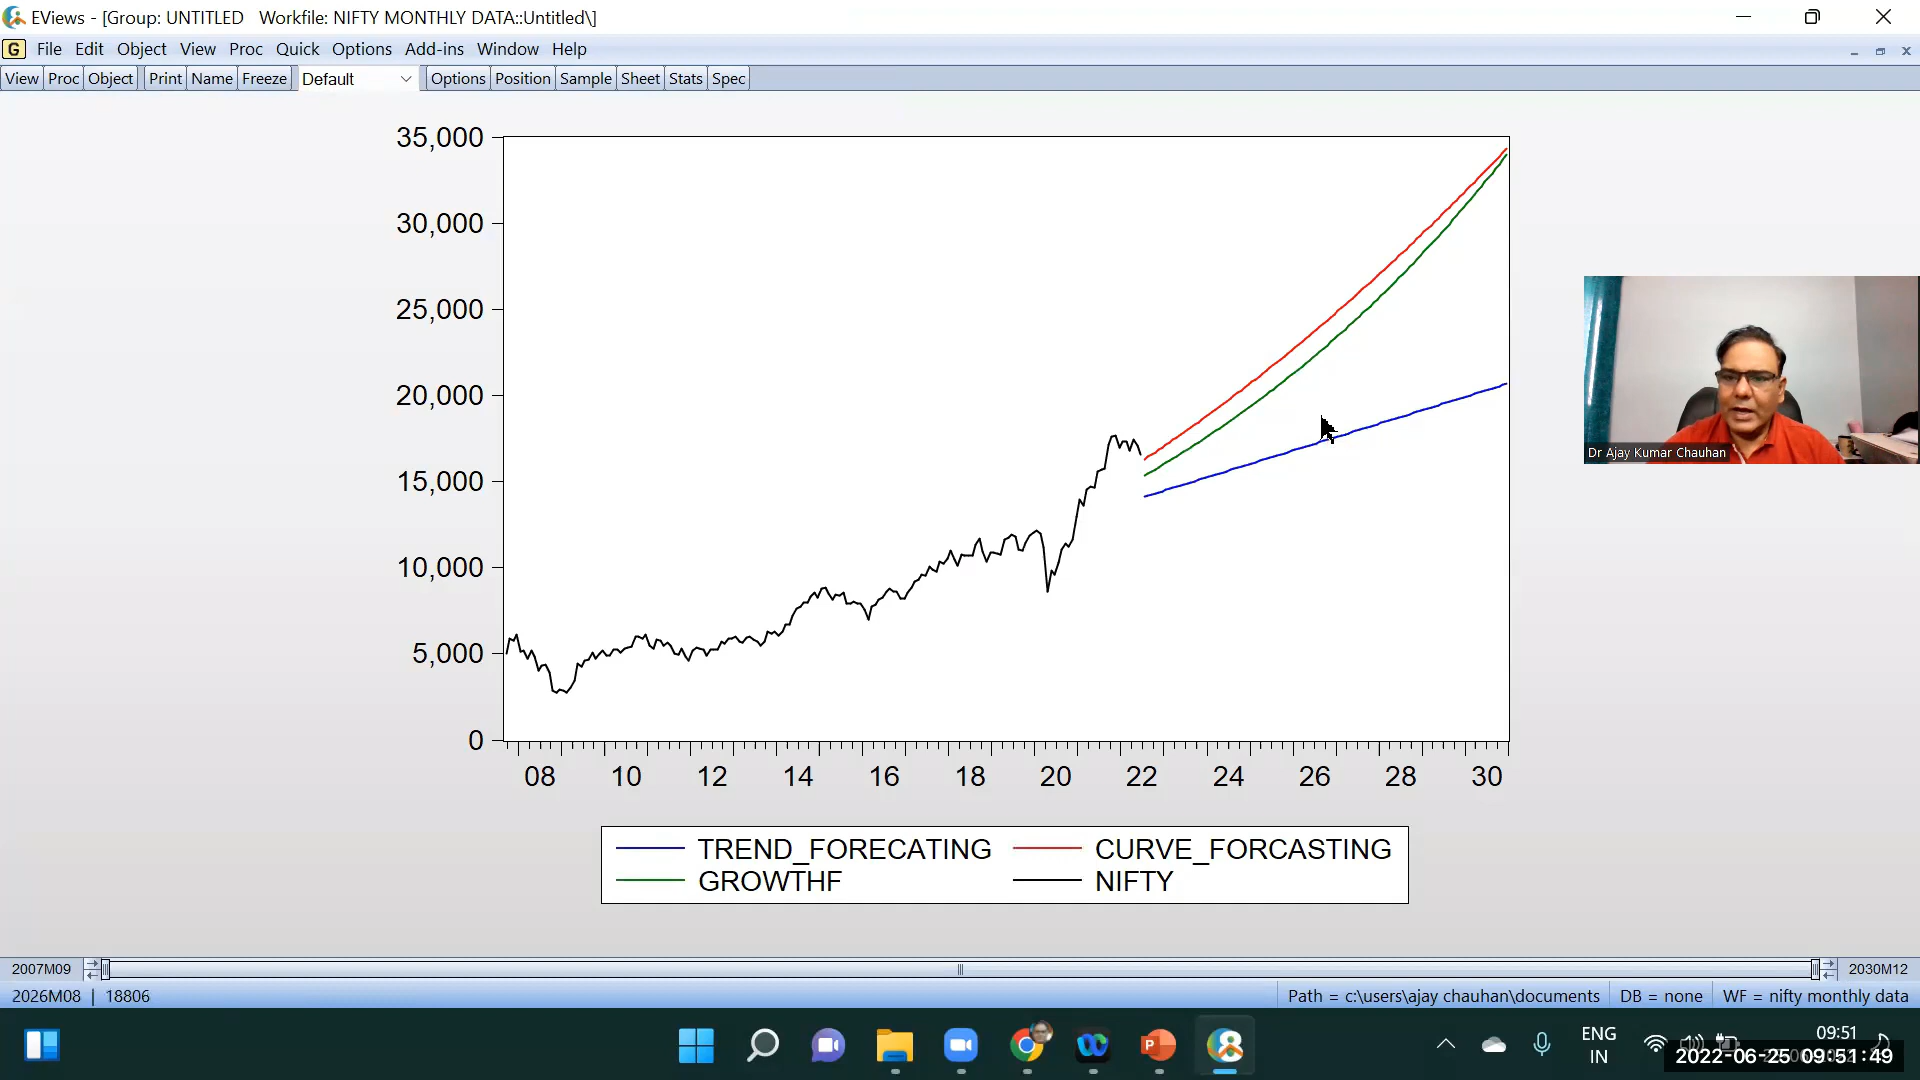 EViews - [Group: UNTITLED   Workfile: NIFTY MONTHLY DATA::Untitled\]
G File Edit Object View Proc Quick Options Add-ins Window Help
View Proc Object Print Name Freeze Default Options Position Sample Sheet Stats Spec
35,000
30,000
25,000
20,000
15,000
10,000
5,000
0
08 10 12 14 16 18 20 22 24 26 28 30
TREND_FORECATING CURVE_FORCASTING
GROWTHF NIFTY
Dr Ajay Kumar Chauhan
2007M09 2030M12
2026M08 | 18806 Path = c:\users\ajay chauhan\documents DB = none WF = nifty monthly data
ENG
IN
09:51
2022-06-25 09:51:49